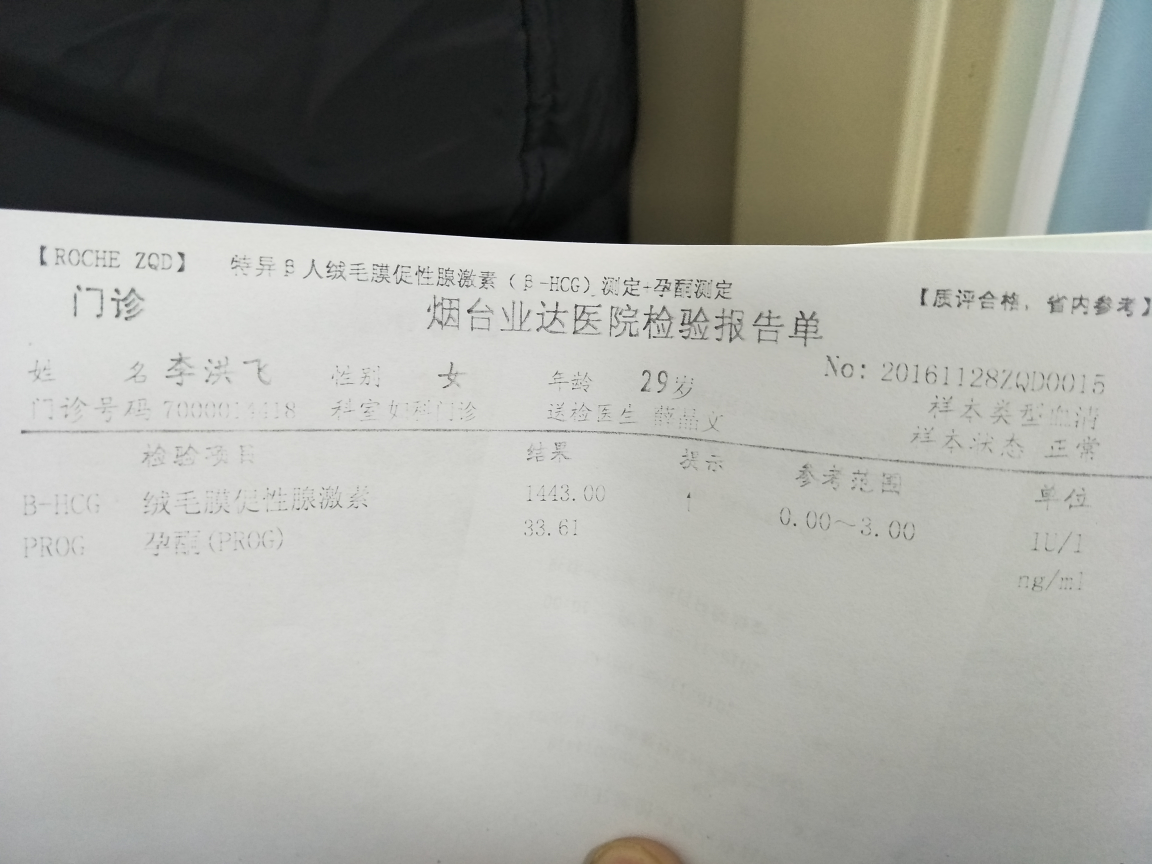 【ROCHE ZQD】 特异β人绒毛膜促性腺激素(β-HCG)测定+孕酮测定
门诊 烟台业达医院检验报告单 【质评合格，省内参考】
姓 名 李洪飞 性别 女 年龄 29岁 No: 20161128ZQD0015
门诊号码 科室 妇科门诊 送检医生 薛晶文 样本类型 血清
样本状态 正常
检验项目 结果 提示 参考范围 单位
B-HCG 绒毛膜促性腺激素 1443.00 ↑ 0.00～3.00 IU/l
PROG 孕酮(PROG) 33.61 ng/ml